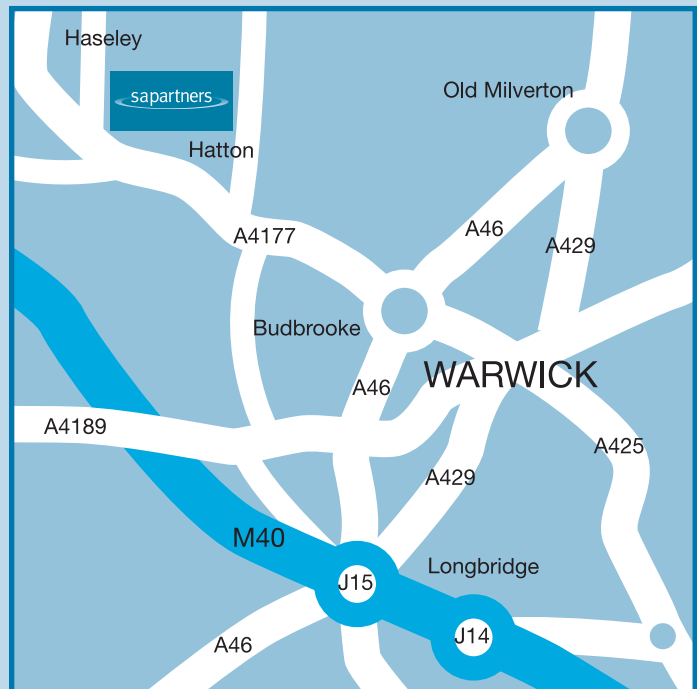 Haseley
sapartners
Old Milverton
Hatton
A46
A4177
A429
Budbrooke
WARWICK
A46
A4189
A425
A429
M40
Longbridge
J15
J14
A46